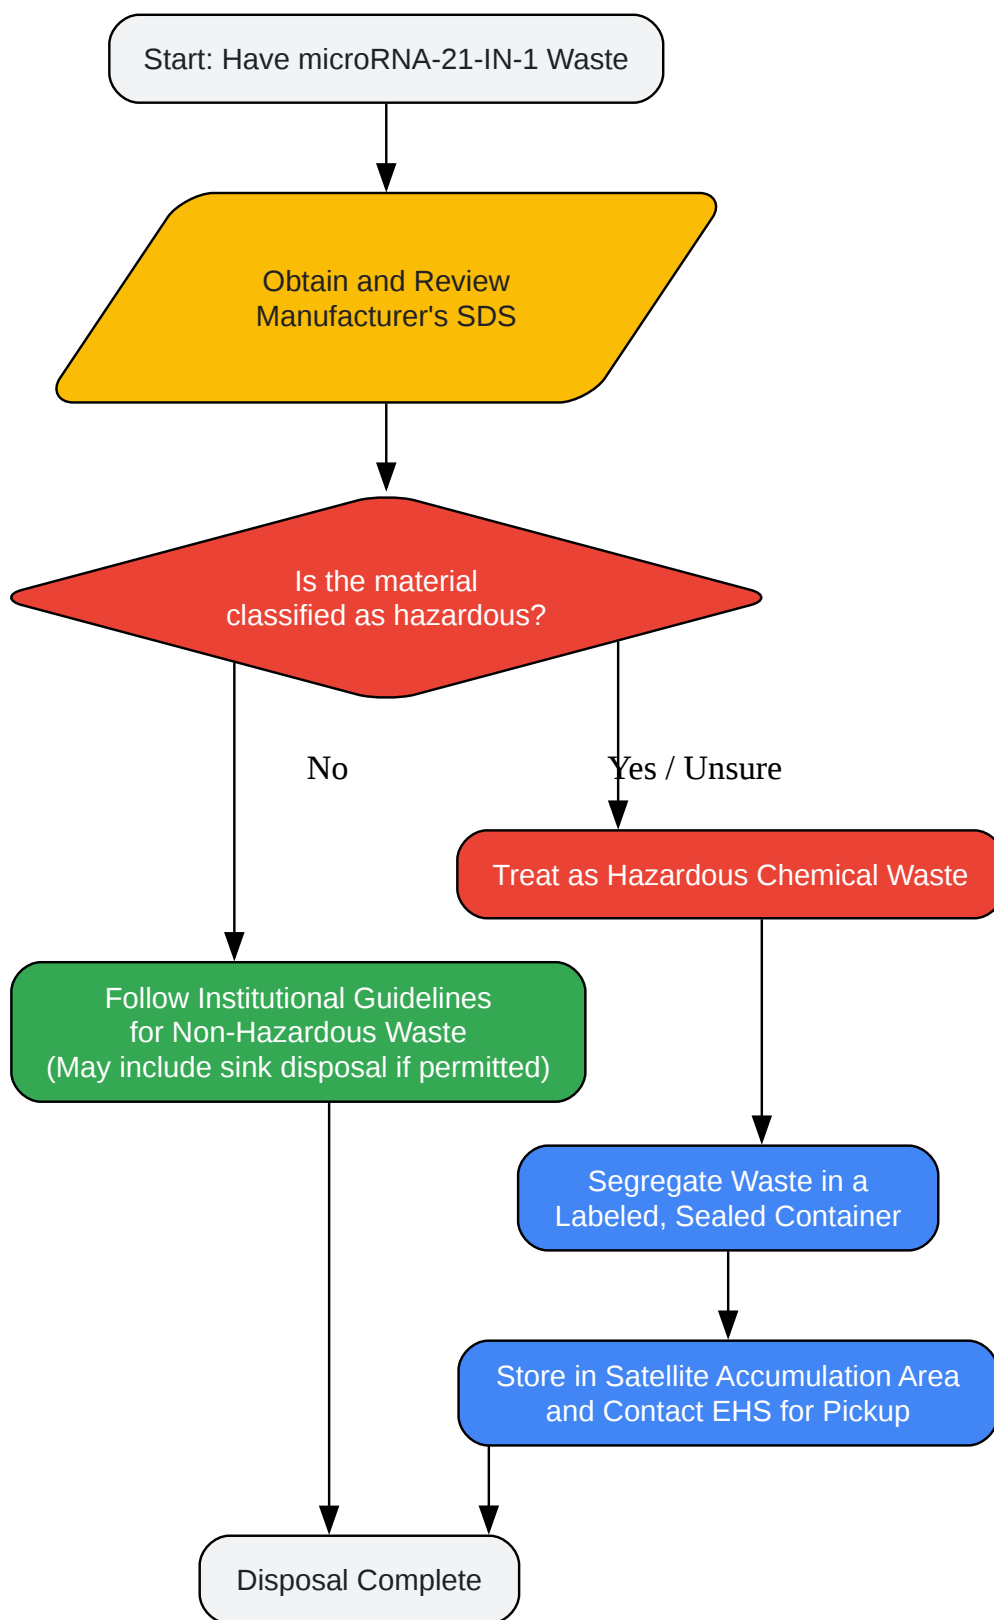 Start: Have microRNA-21-IN-1 Waste
Obtain and Review
Manufacturer's SDS
Is the material
classified as hazardous?
No
Yes / Unsure
Treat as Hazardous Chemical Waste
Follow Institutional Guidelines
for Non-Hazardous Waste
(May include sink disposal if permitted)
Segregate Waste in a
Labeled, Sealed Container
Store in Satellite Accumulation Area
and Contact EHS for Pickup
Disposal Complete